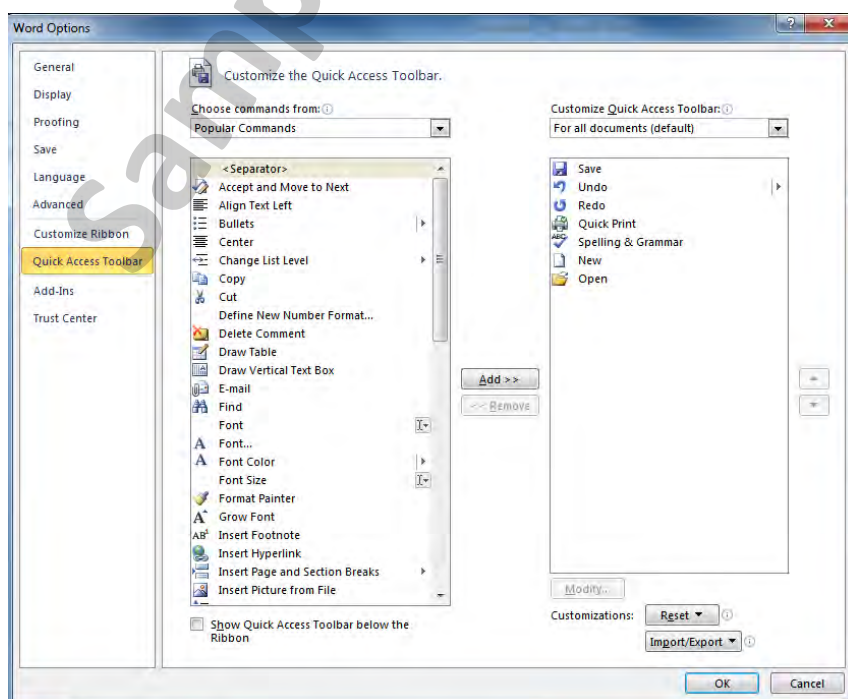 Word Options
General
Display
Proofing
Save
Language
Advanced
Customize Ribbon
Quick Access Toolbar
Add-Ins
Trust Center
Customize the Quick Access Toolbar.
Choose commands from:
Popular Commands
<Separator>
Accept and Move to Next
Align Text Left
Bullets
Center
Change List Level
Copy
Cut
Define New Number Format...
Delete Comment
Draw Table
Draw Vertical Text Box
E-mail
Find
Font
Font...
Font Color
Font Size
Format Painter
Grow Font
Insert Footnote
Insert Hyperlink
Insert Page and Section Breaks
Insert Picture from File
Show Quick Access Toolbar below the
Ribbon
Add >>
<< Remove
Customize Quick Access Toolbar:
For all documents (default)
Save
Undo
Redo
Quick Print
Spelling & Grammar
New
Open
Modify...
Customizations:
Reset
Import/Export
OK
Cancel
Sam